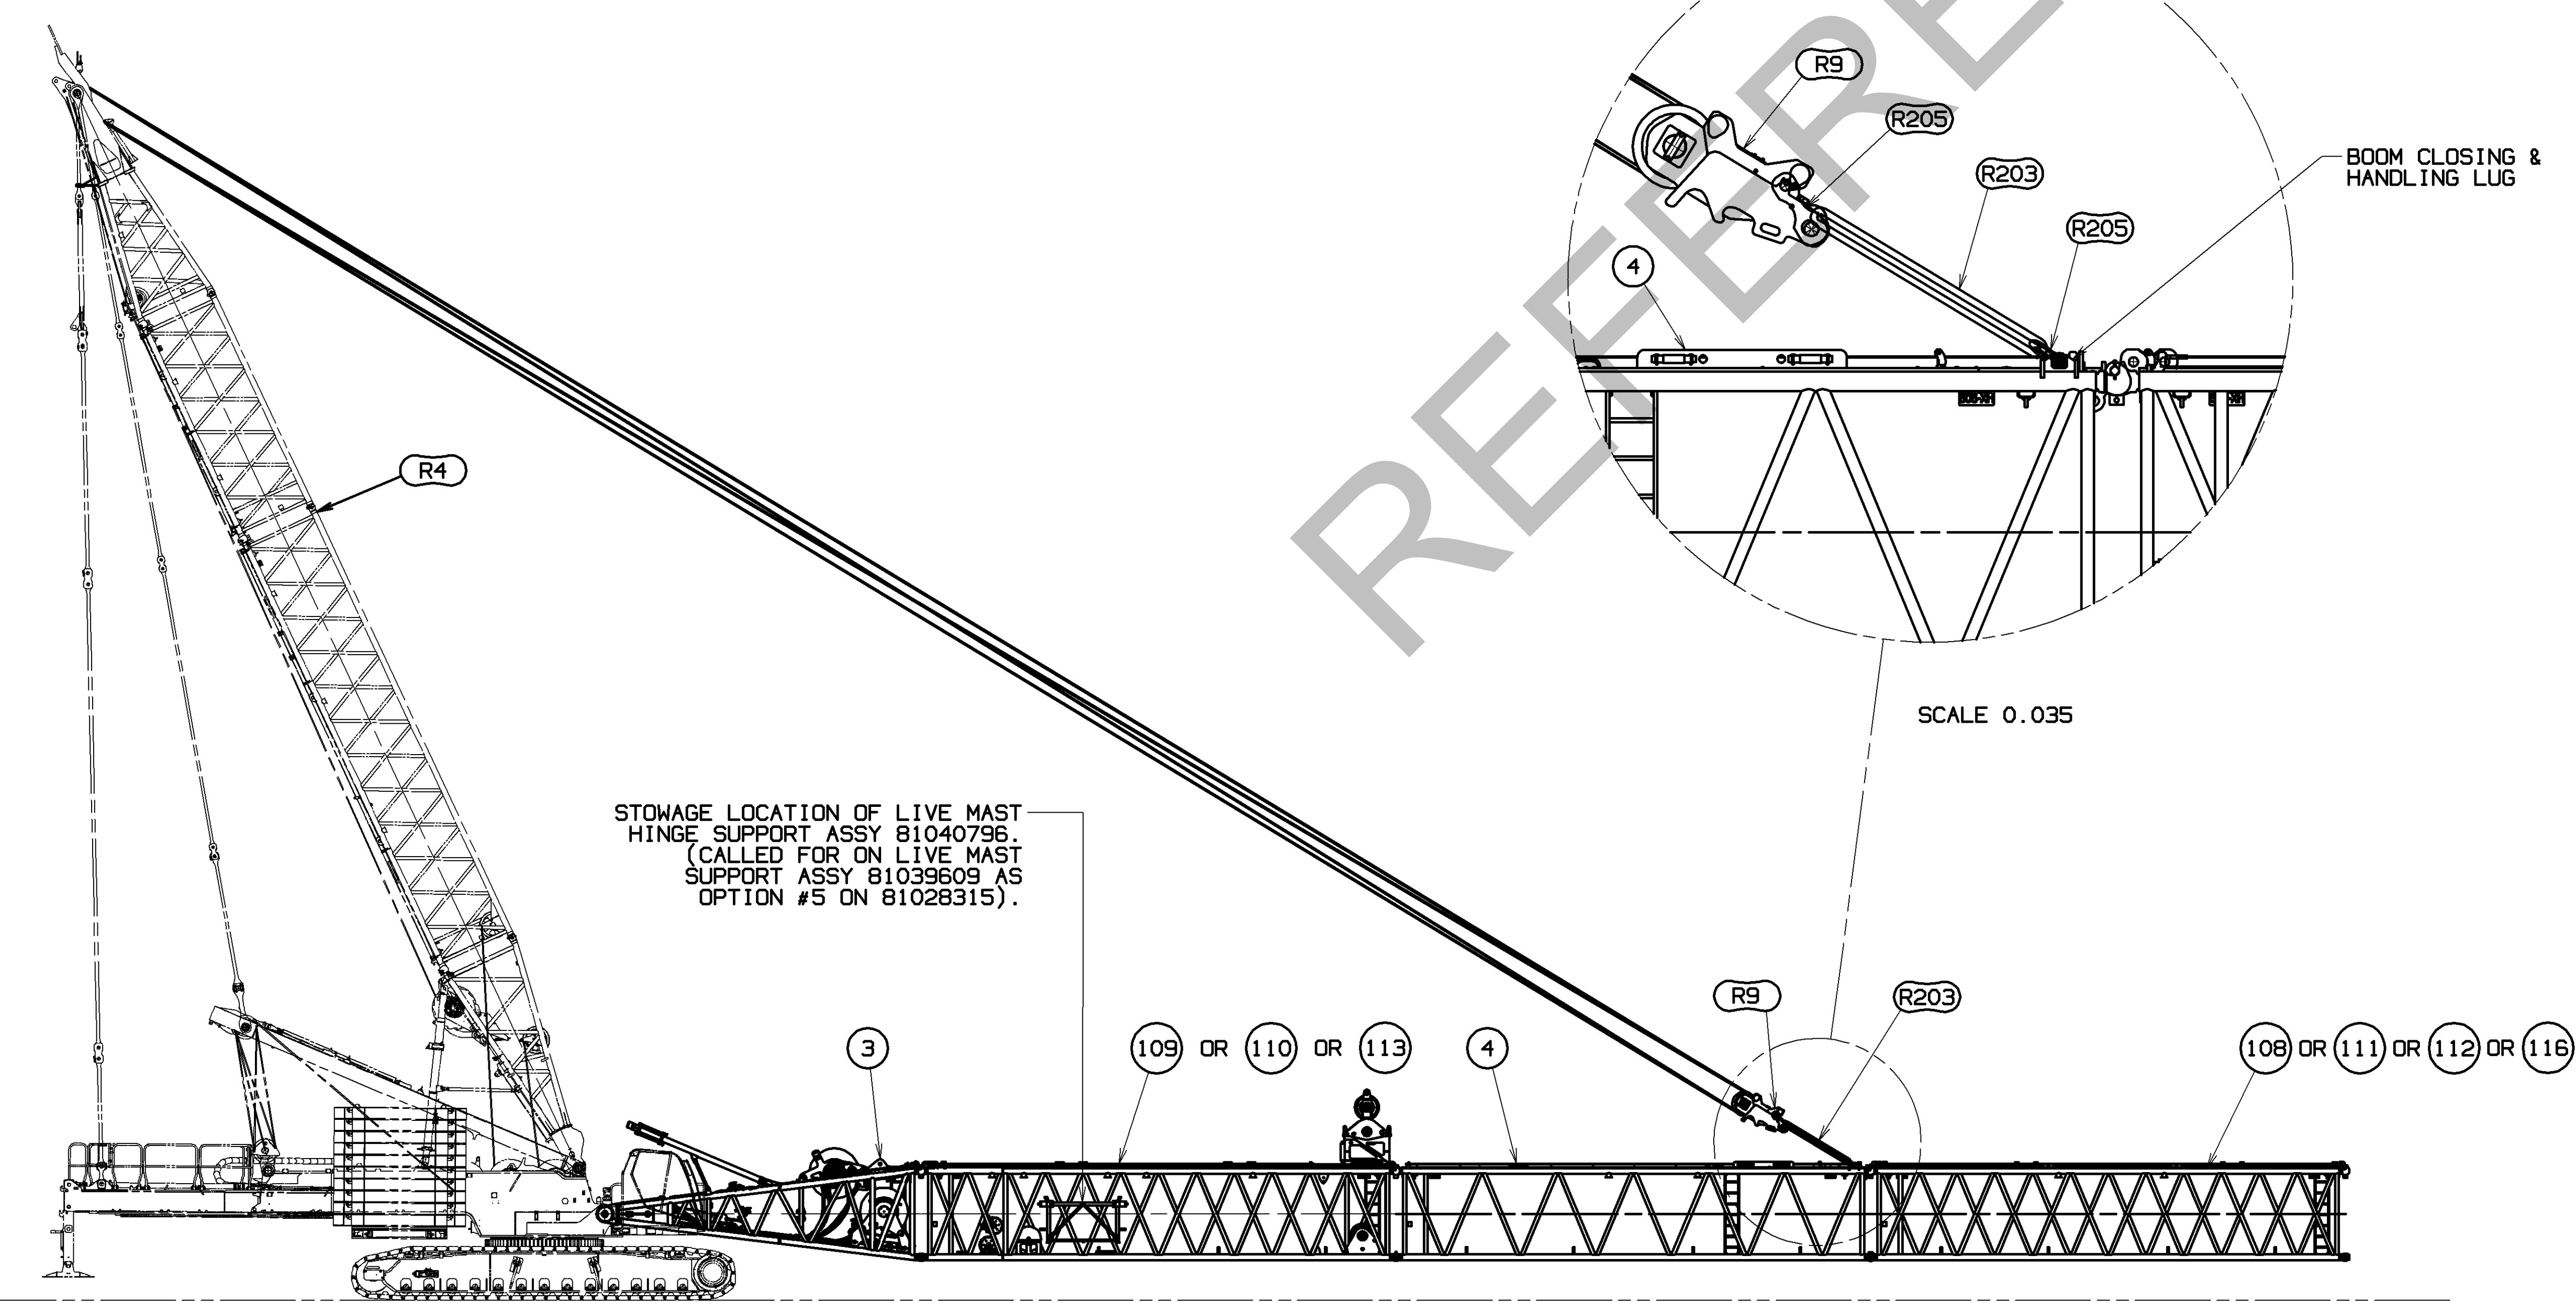 R9
R205
R203
R205
4
BOOM CLOSING &
HANDLING LUG
REFERE
R4
SCALE 0.035
STOWAGE LOCATION OF LIVE MAST
HINGE SUPPORT ASSY 81040796.
(CALLED FOR ON LIVE MAST
SUPPORT ASSY 81039609 AS
OPTION #5 ON 81028315).
R9
R203
3
109 OR 110 OR 113
4
108 OR 111 OR 112 OR 116